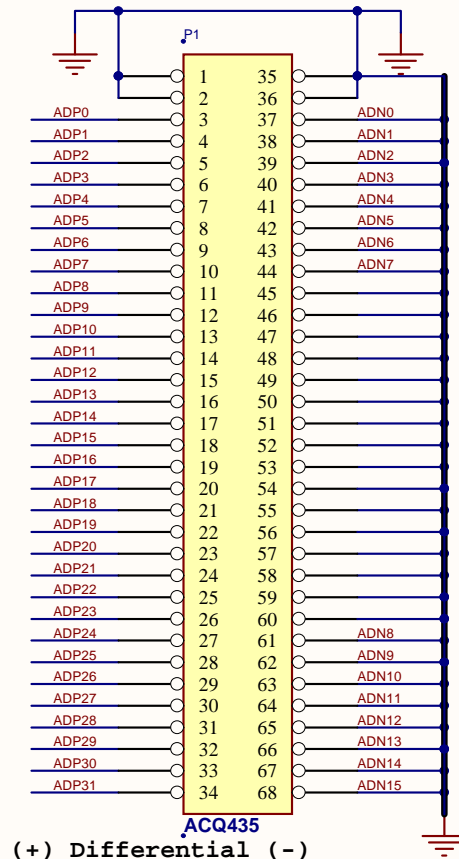 P1
1 35
2 36
ADP0 3 37 ADN0
ADP1 4 38 ADN1
ADP2 5 39 ADN2
ADP3 6 40 ADN3
ADP4 7 41 ADN4
ADP5 8 42 ADN5
ADP6 9 43 ADN6
ADP7 10 44 ADN7
ADP8 11 45
ADP9 12 46
ADP10 13 47
ADP11 14 48
ADP12 15 49
ADP13 16 50
ADP14 17 51
ADP15 18 52
ADP16 19 53
ADP17 20 54
ADP18 21 55
ADP19 22 56
ADP20 23 57
ADP21 24 58
ADP22 25 59
ADP23 26 60
ADP24 27 61 ADN8
ADP25 28 62 ADN9
ADP26 29 63 ADN10
ADP27 30 64 ADN11
ADP28 31 65 ADN12
ADP29 32 66 ADN13
ADP30 33 67 ADN14
ADP31 34 68 ADN15
ACQ435
(+) Differential (-)